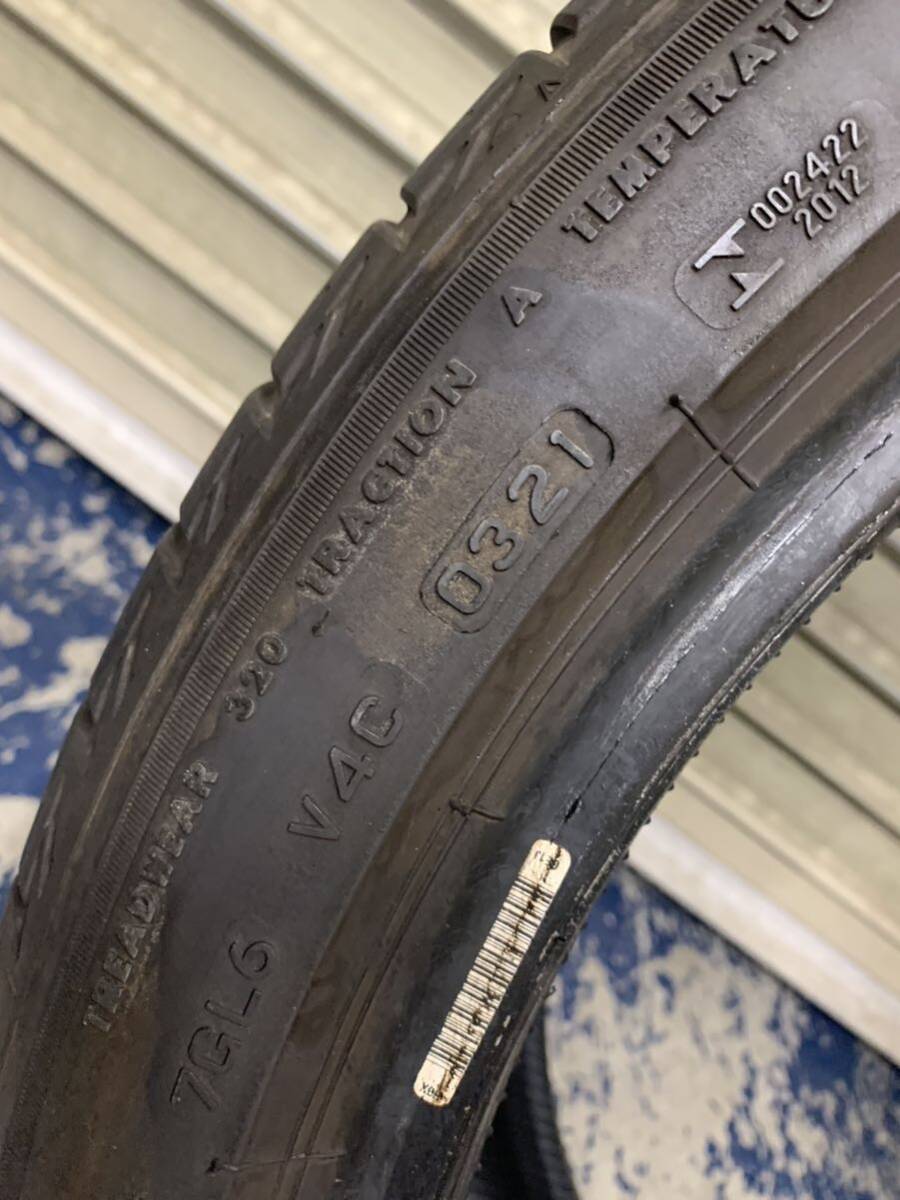 TREADWEAR 320 TRACTION A TEMPERATU
002422
2012
7GL6 V4C 0321